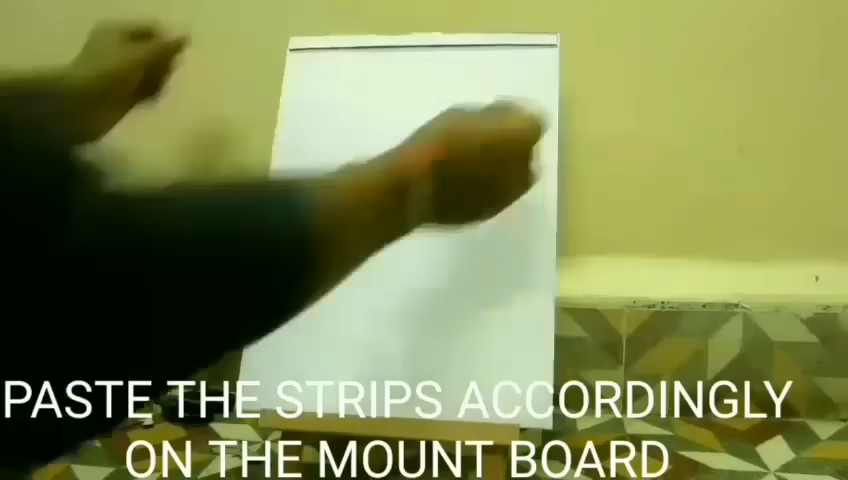 PASTE THE STRIPS ACCORDINGLY
ON THE MOUNT BOARD